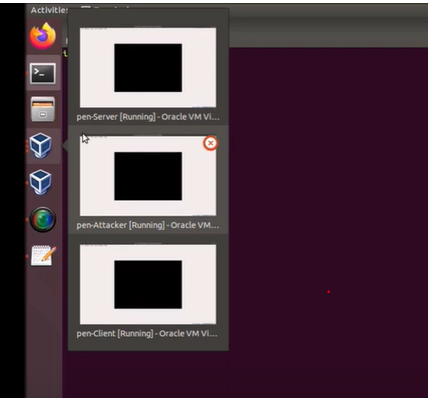 Activities
pen-Server [Running] - Oracle VM Vi...
pen-Attacker [Running] - Oracle VM...
pen-Client [Running] - Oracle VM Vi...